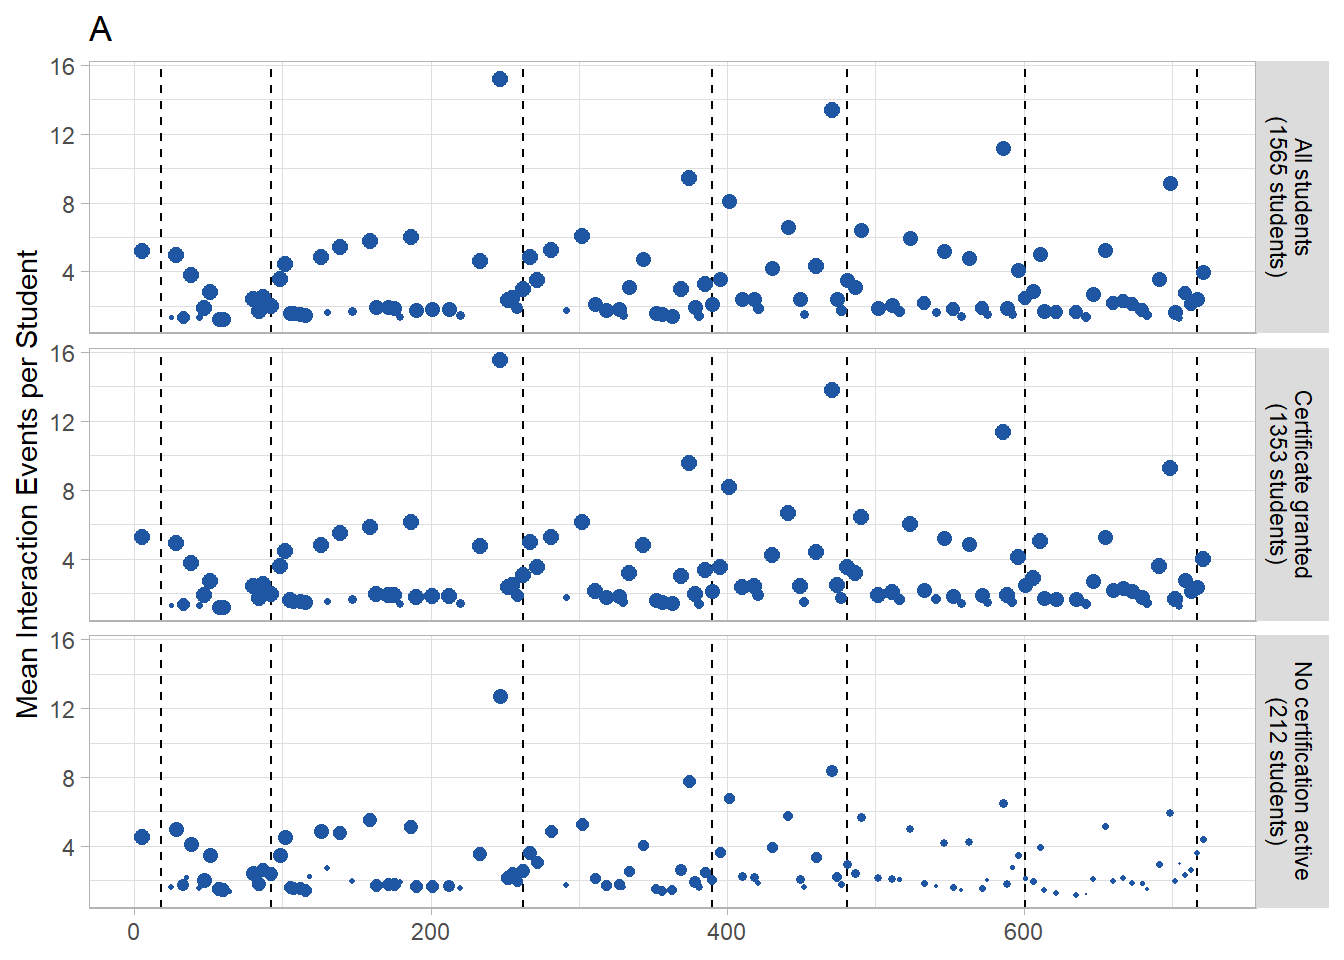 A
Mean Interaction Events per Student
16
12
8
4
All students
(1565 students)
16
12
8
4
Certificate granted
(1353 students)
16
12
8
4
No certification active
(212 students)
0
200
400
600